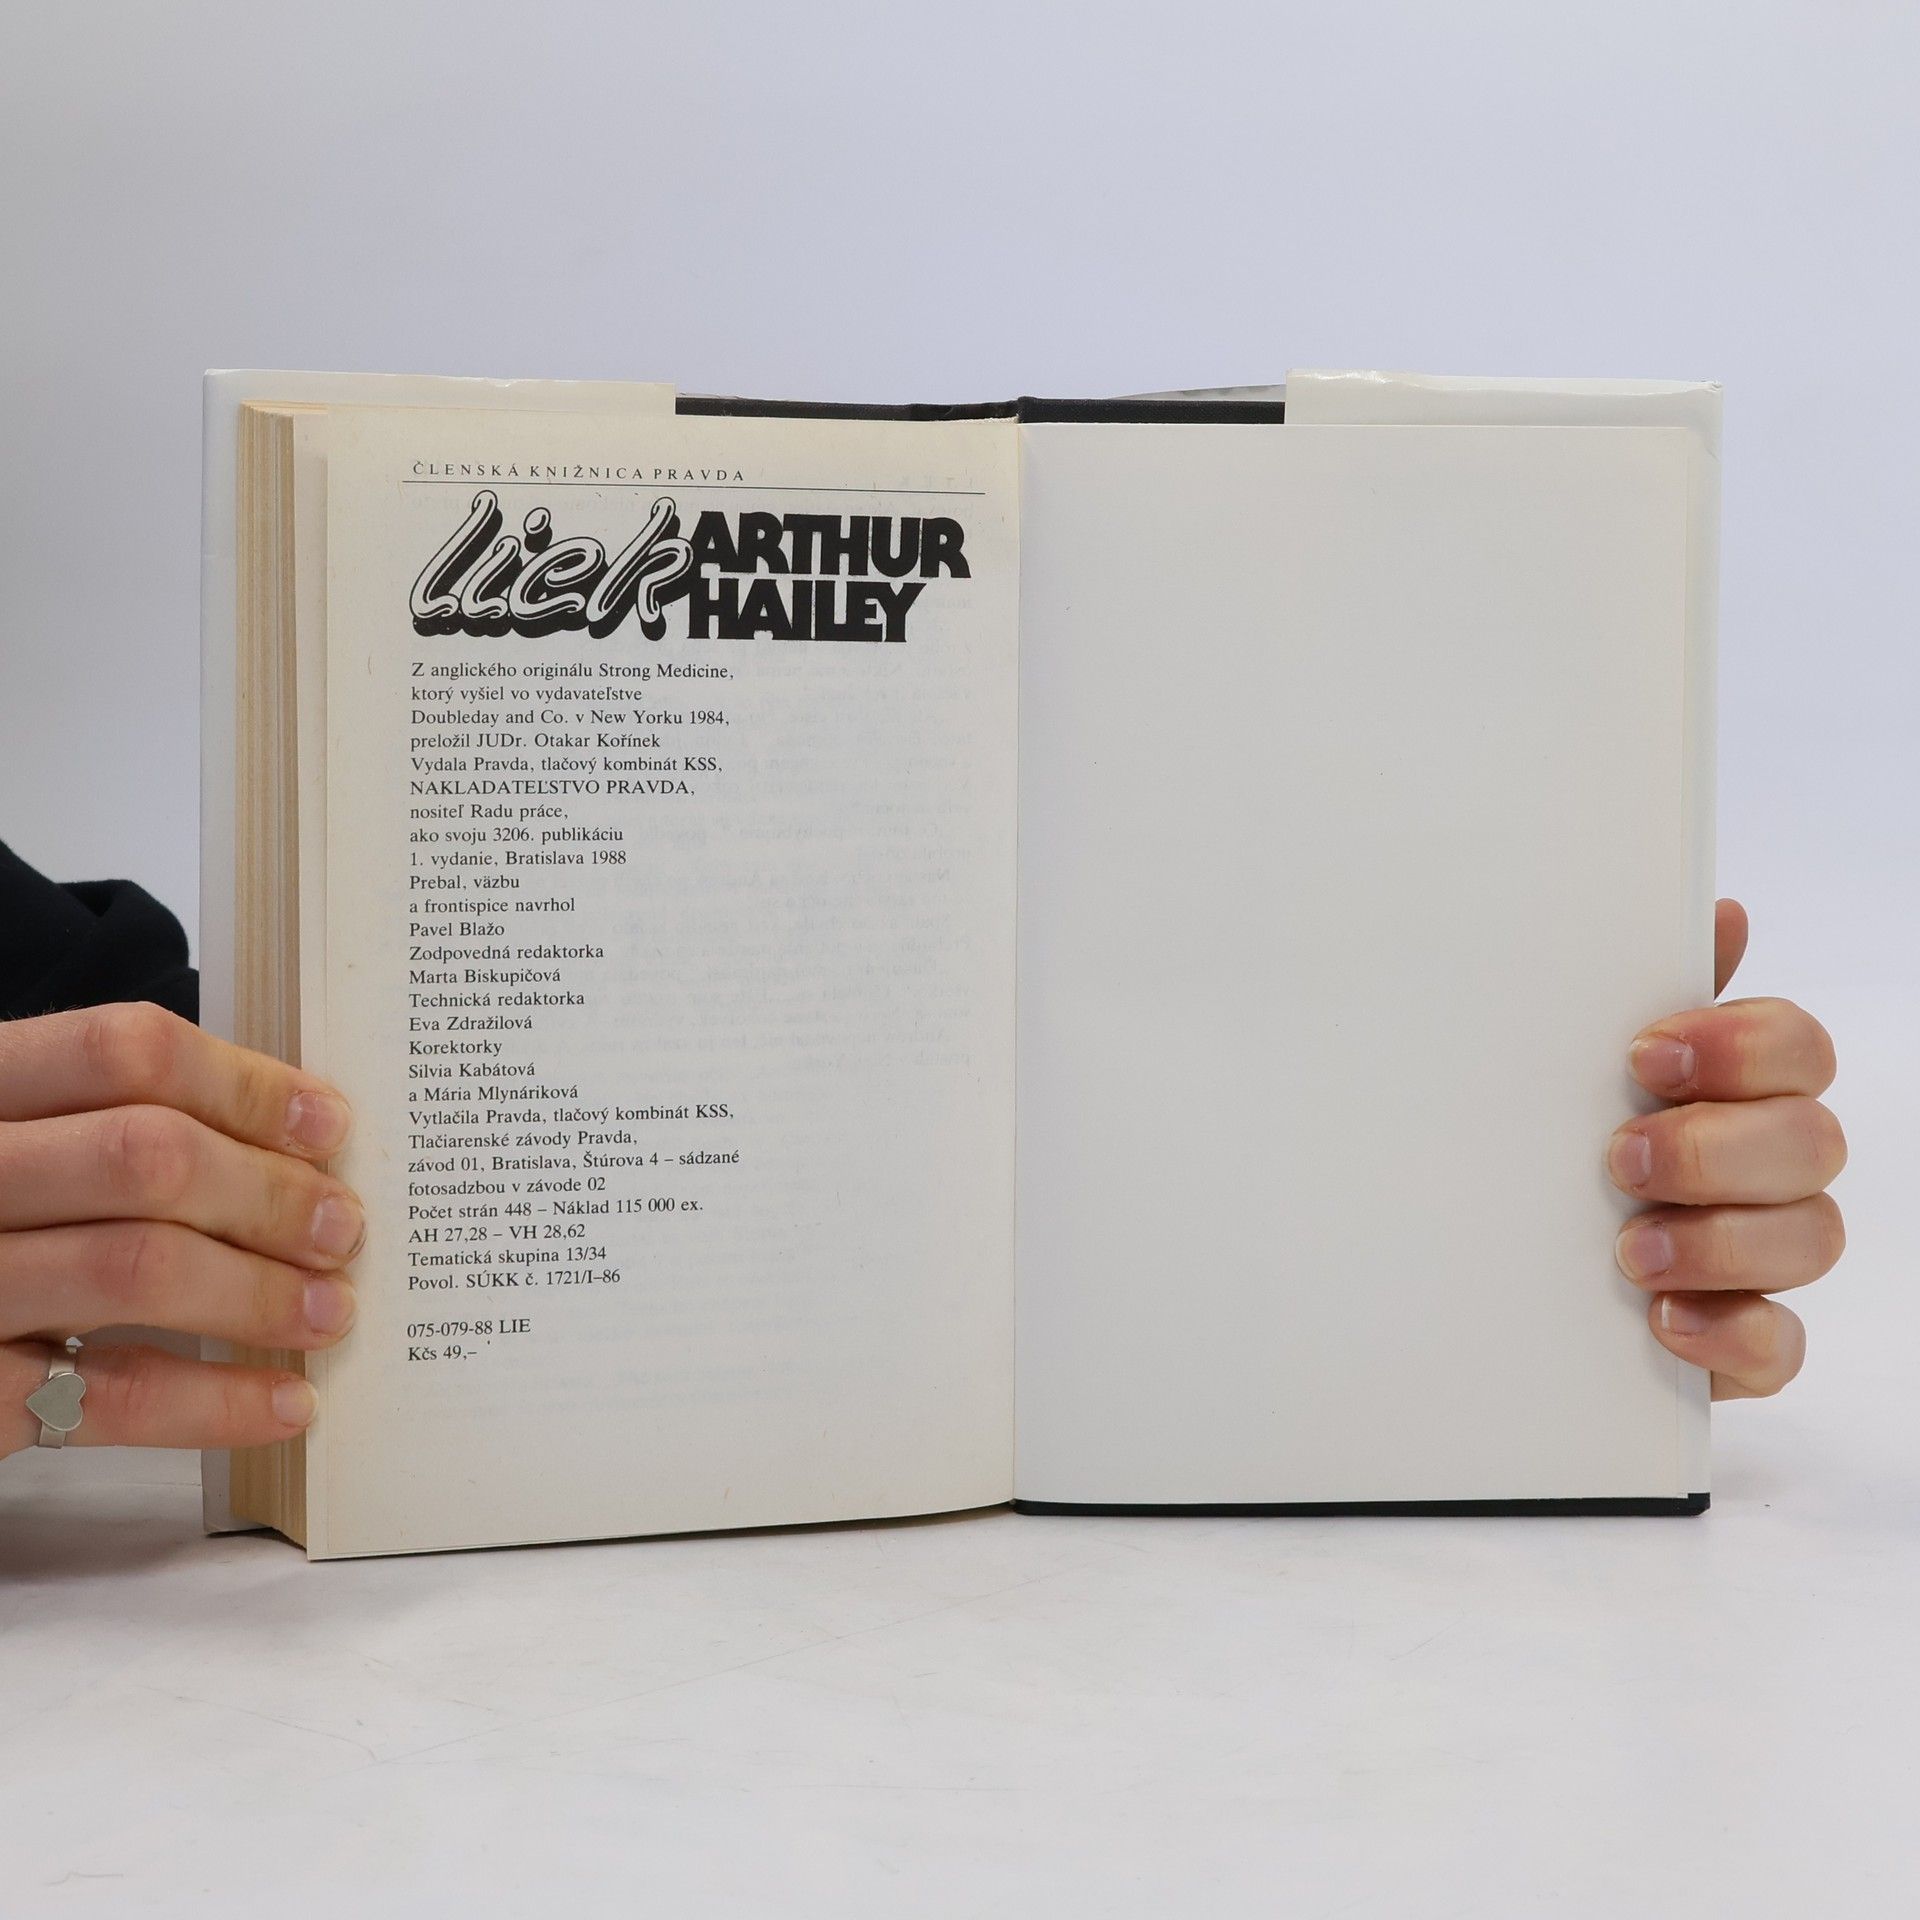 ČLENSKÁ KNIŽNICA PRAVDA
liek ARTHUR
HAILEY
Z anglického originálu Strong Medicine,
ktorý vyšiel vo vydavateľstve
Doubleday and Co. v New Yorku 1984,
preložil JUDr. Otakar Kořínek
Vydala Pravda, tlačový kombinát KSS,
NAKLADATEĽSTVO PRAVDA,
nositeľ Radu práce,
ako svoju 3206. publikáciu
1. vydanie, Bratislava 1988
Prebal, väzbu
a frontispice navrhol
Pavel Blažo
Zodpovedná redaktorka
Marta Biskupičová
Technická redaktorka
Eva Zdražilová
Korektorky
Silvia Kabátová
a Mária Mlynáriková
Vytlačila Pravda, tlačový kombinát KSS,
Tlačiarenské závody Pravda,
závod 01, Bratislava, Štúrova 4 – sádzané
fotosadzbou v závode 02
Počet strán 448 – Náklad 115 000 ex.
AH 27,28 – VH 28,62
Tematická skupina 13/34
Povol. SÚKK č. 1721/I–86
075-079-88 LIE
Kčs 49,–